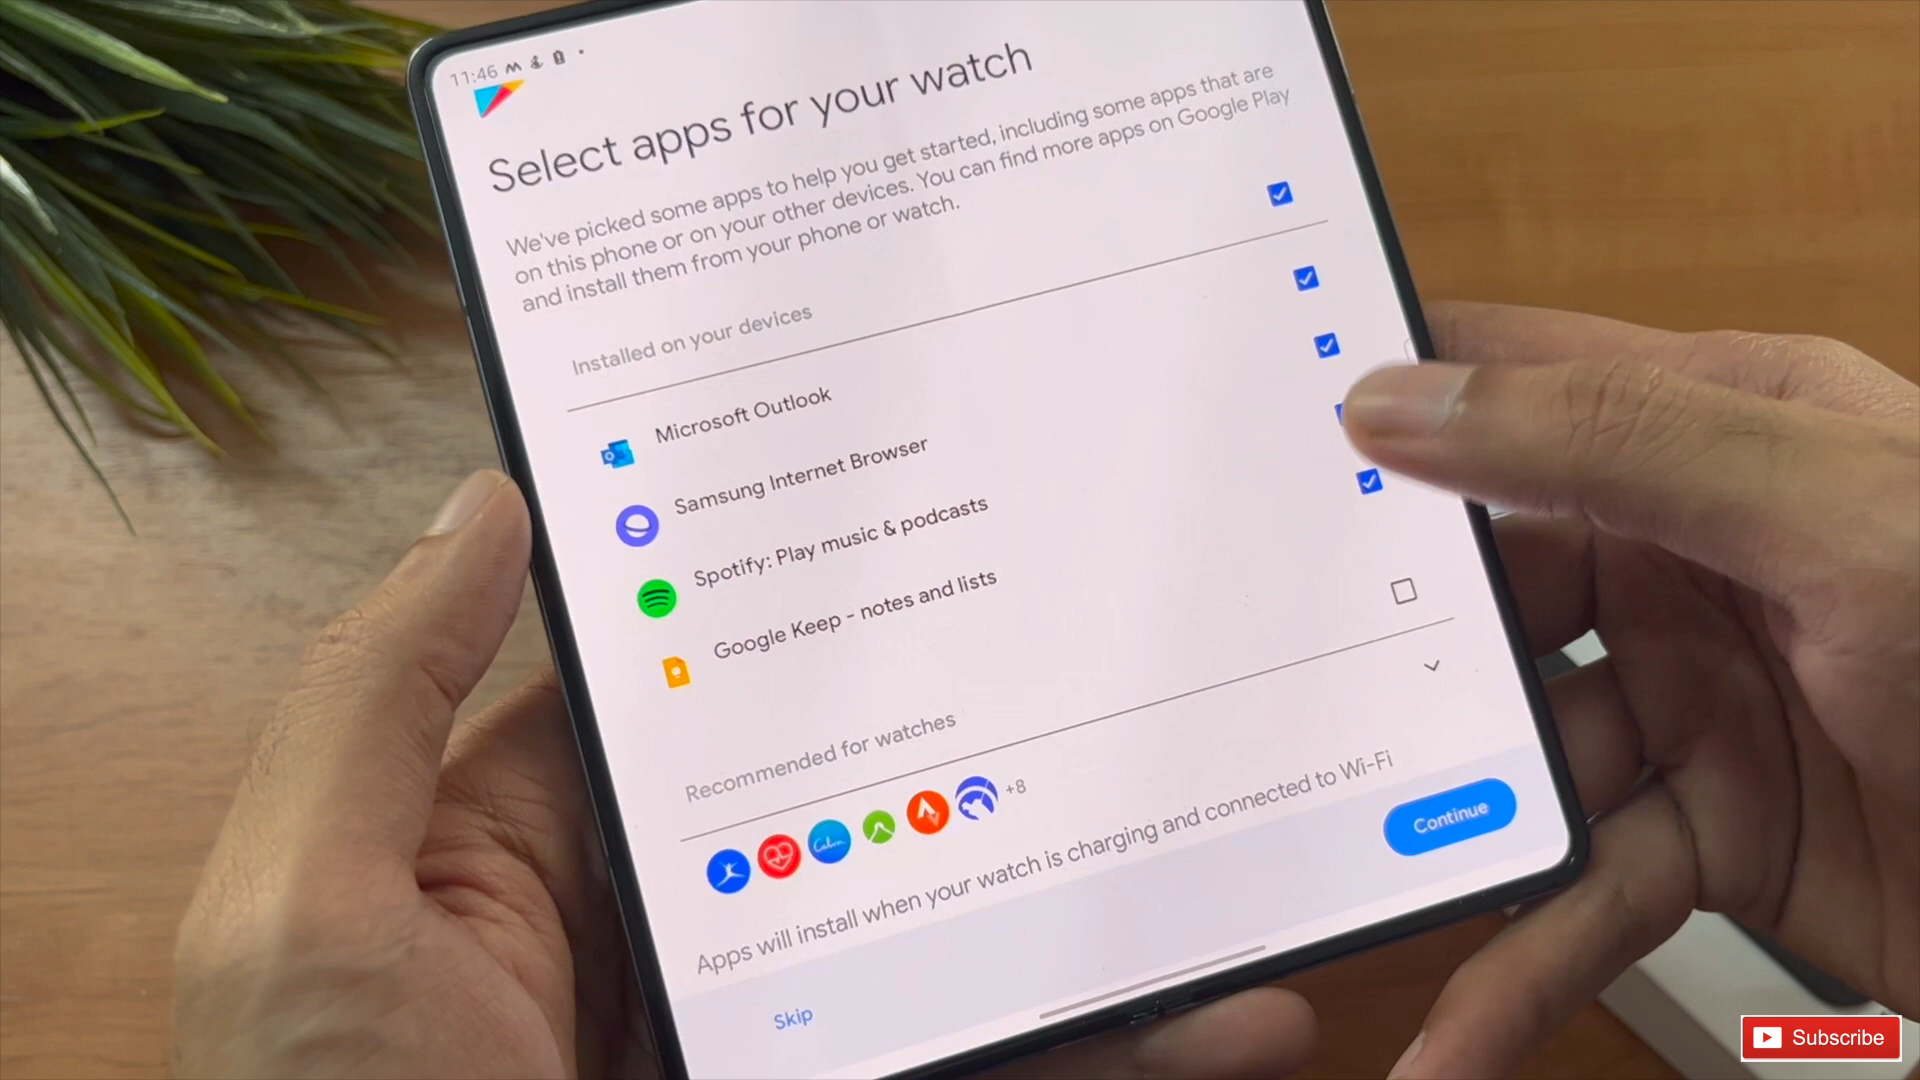 11:46
Select apps for your watch
We've picked some apps to help you get started, including some apps that are
on this phone or on your other devices. You can find more apps on Google Play
and install them from your phone or watch.
Installed on your devices
Microsoft Outlook
Samsung Internet Browser
Spotify: Play music & podcasts
Google Keep - notes and lists
Recommended for watches
Calm
+8
Apps will install when your watch is charging and connected to Wi-Fi
Continue
Skip
Subscribe